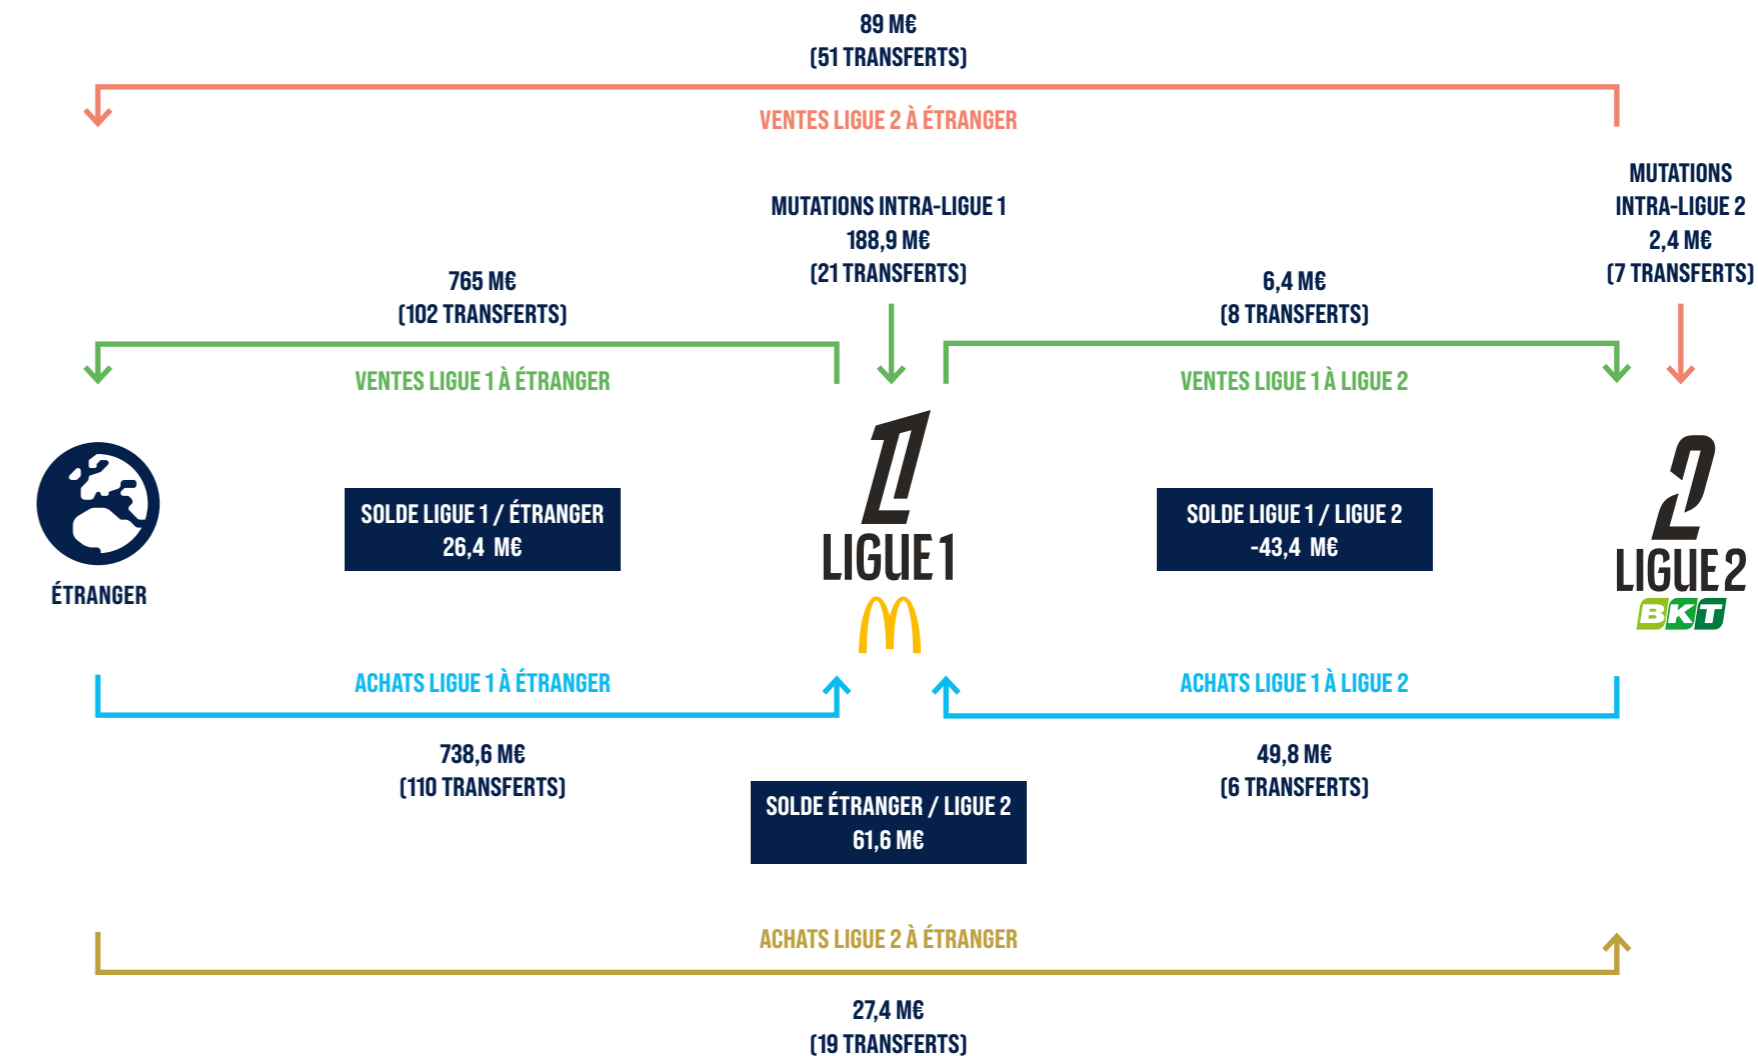 89 M€
(51 TRANSFERTS)
VENTES LIGUE 2 À ÉTRANGER
MUTATIONS
INTRA-LIGUE 2
2,4 M€
(7 TRANSFERTS)
MUTATIONS INTRA-LIGUE 1
188,9 M€
(21 TRANSFERTS)
765 M€
(102 TRANSFERTS)
6,4 M€
(8 TRANSFERTS)
VENTES LIGUE 1 À ÉTRANGER
VENTES LIGUE 1 À LIGUE 2
SOLDE LIGUE 1 / ÉTRANGER
26,4 M€
SOLDE LIGUE 1 / LIGUE 2
-43,4 M€
ÉTRANGER
1
LIGUE 1
2
LIGUE 2
BKT
ACHATS LIGUE 1 À ÉTRANGER
ACHATS LIGUE 1 À LIGUE 2
738,6 M€
(110 TRANSFERTS)
49,8 M€
(6 TRANSFERTS)
SOLDE ÉTRANGER / LIGUE 2
61,6 M€
ACHATS LIGUE 2 À ÉTRANGER
27,4 M€
(19 TRANSFERTS)